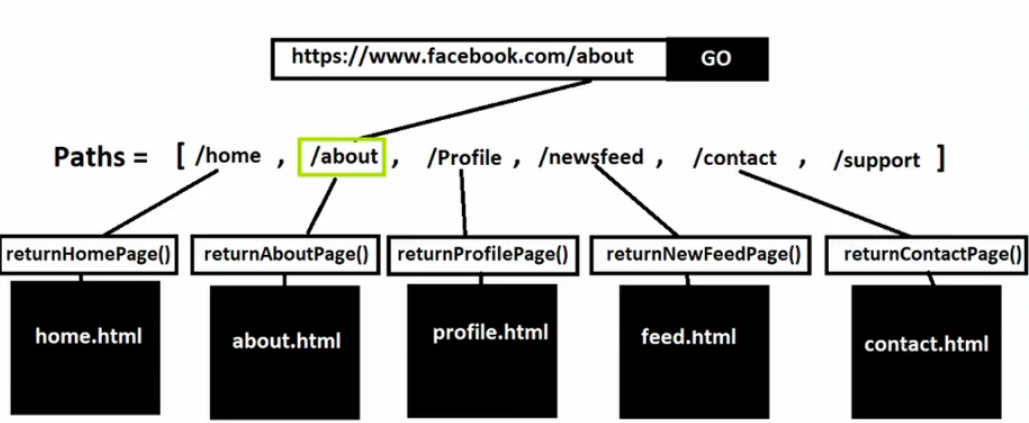 https://www.facebook.com/about GO
Paths = [ /home , /about , /Profile , /newsfeed , /contact , /support ]
returnHomePage() returnAboutPage() returnProfilePage() returnNewFeedPage() returnContactPage()
home.html about.html profile.html feed.html contact.html